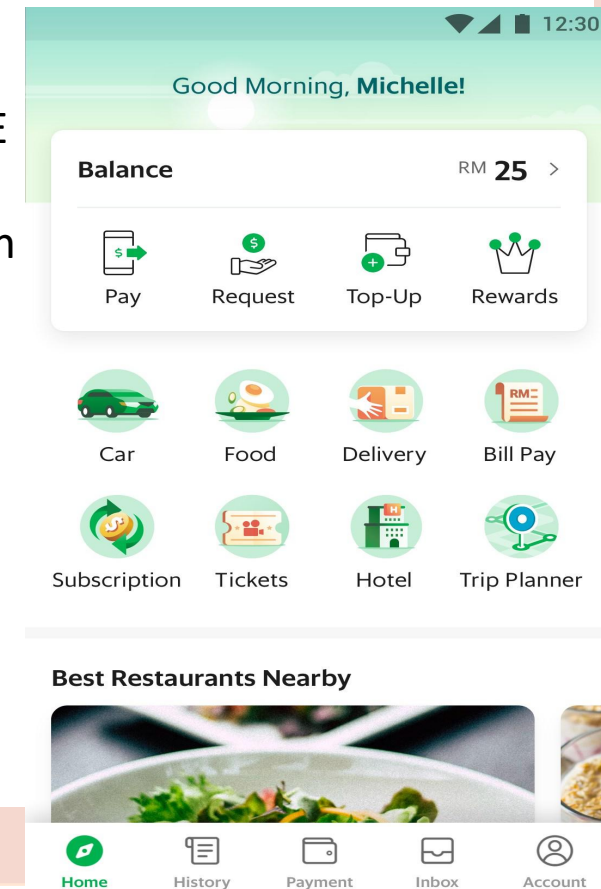 12:30
Good Morning, Michelle!
E
Balance RM 25 >
n
Pay Request Top-Up Rewards
RM
Car Food Delivery Bill Pay
H
Subscription Tickets Hotel Trip Planner
Best Restaurants Nearby
Home History Payment Inbox Account